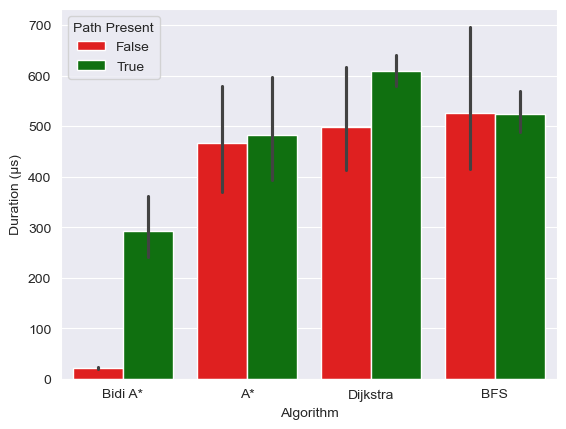 Path Present
False
True
700
600
500
400
300
200
100
0
Duration (µs)
Bidi A*
A*
Dijkstra
BFS
Algorithm